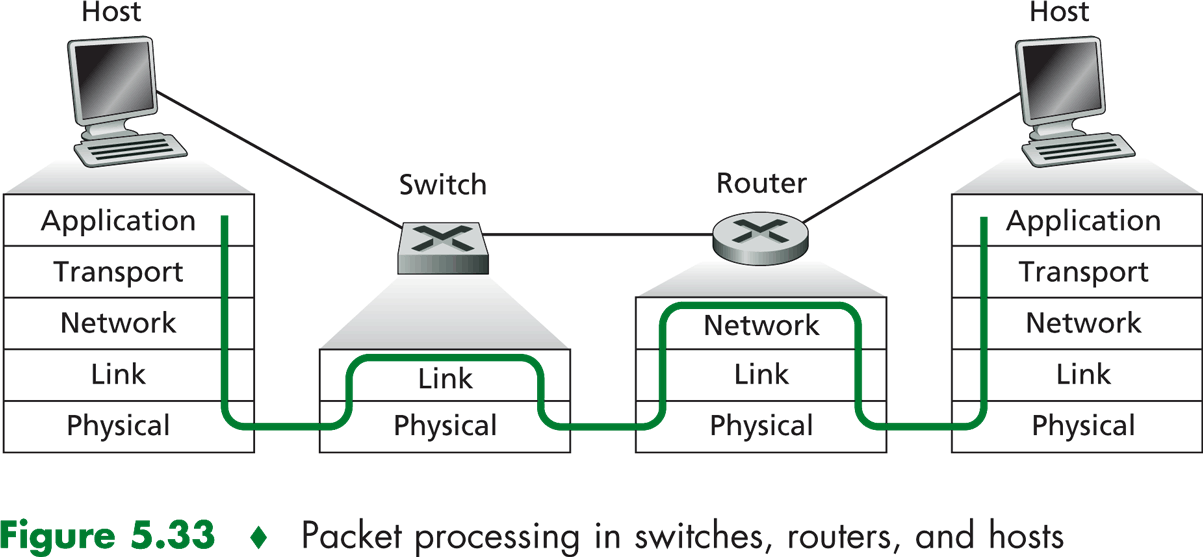 Host
Host
Switch
Router
Application
Transport
Network
Link
Physical
Link
Physical
Network
Link
Physical
Application
Transport
Network
Link
Physical
Figure 5.33 ♦ Packet processing in switches, routers, and hosts